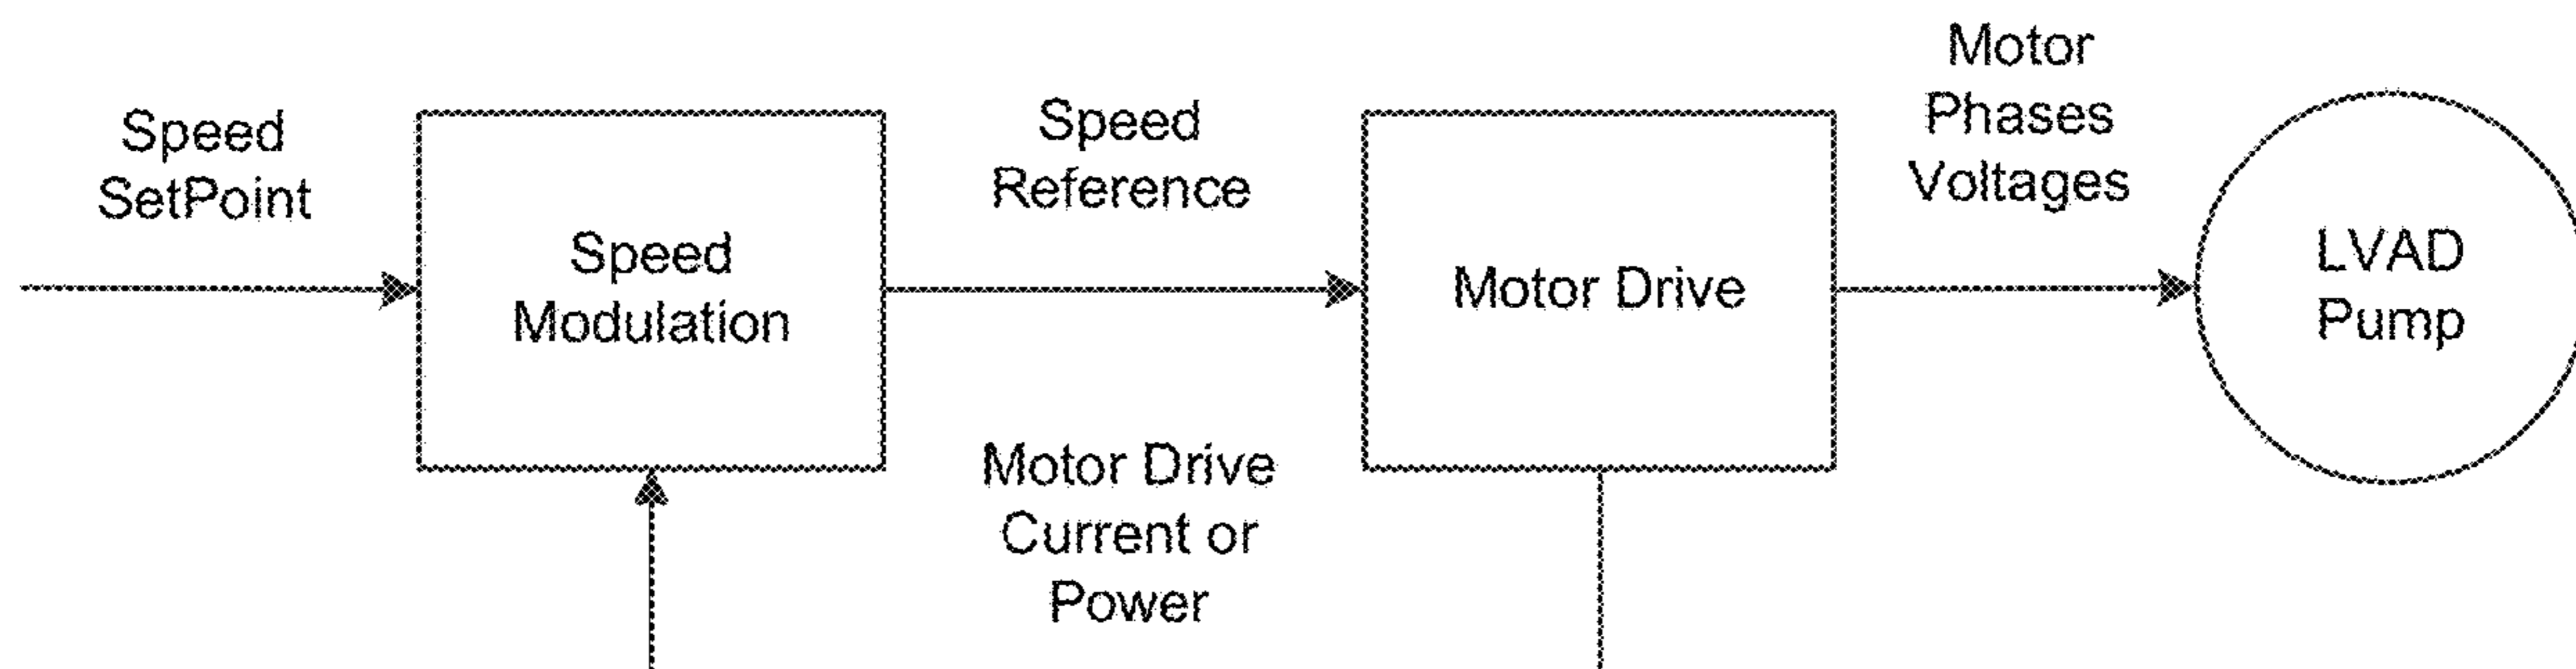 Speed
SetPoint
Speed
Modulation
Speed
Reference
Motor Drive
Current or
Power
Motor Drive
Motor
Phases
Voltages
LVAD
Pump